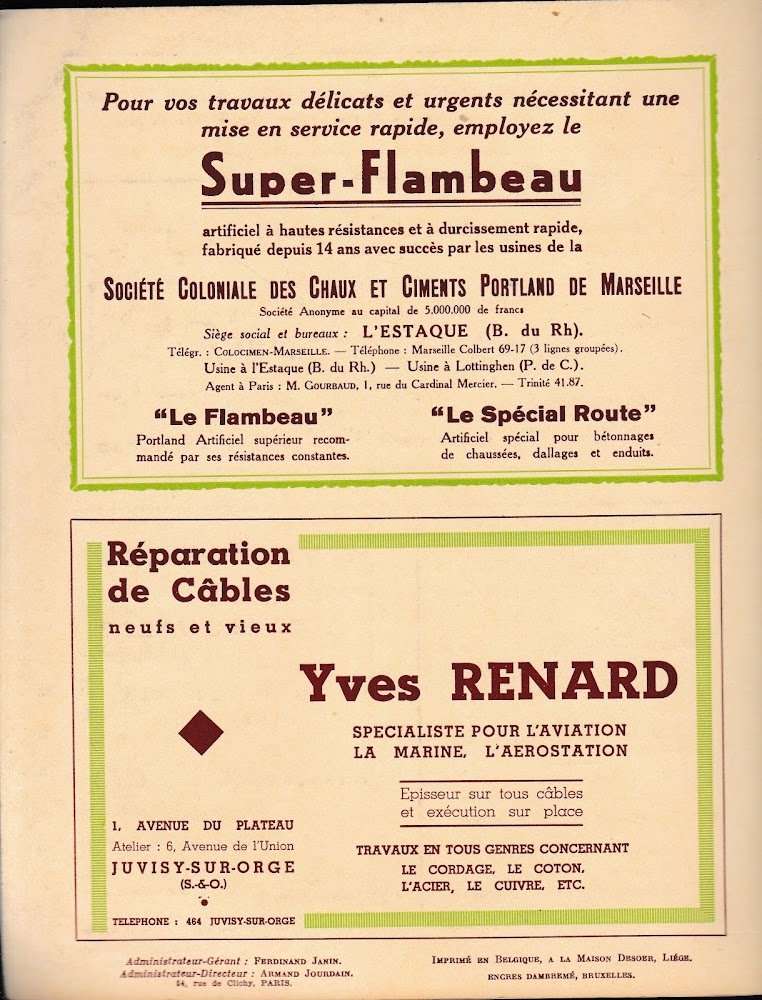 Pour vos travaux délicats et urgents nécessitant une
mise en service rapide, employez le
Super-Flambeau
artificiel à hautes résistances et à durcissement rapide,
fabriqué depuis 14 ans avec succès par les usines de la
SOCIÉTÉ COLONIALE DES CHAUX ET CIMENTS PORTLAND DE MARSEILLE
Société Anonyme au capital de 5.000.000 de francs
Siège social et bureaux : L'ESTAQUE (B. du Rh).
Télégr. : COLOCIMEN-MARSEILLE. — Téléphone : Marseille Colbert 69-17 (3 lignes groupées).
Usine à l'Estaque (B. du Rh.) — Usine à Lottinghen (P. de C.).
Agent à Paris : M. GOURBAUD, 1, rue du Cardinal Mercier. — Trinité 41.87.
"Le Flambeau"
Portland Artificiel supérieur recom-
mandé par ses résistances constantes.
"Le Spécial Route"
Artificiel spécial pour bétonnages
de chaussées, dallages et enduits.
Réparation
de Câbles
neufs et vieux
Yves RENARD
SPECIALISTE POUR L'AVIATION
LA MARINE, L'AEROSTATION
Episseur sur tous câbles
et exécution sur place
1, AVENUE DU PLATEAU
Atelier : 6, Avenue de l'Union
JUVISY-SUR-ORGE
(S.-&-O.)
TELEPHONE : 464 JUVISY-SUR-ORGE
TRAVAUX EN TOUS GENRES CONCERNANT
LE CORDAGE, LE COTON,
L'ACIER, LE CUIVRE, ETC.
Administrateur-Gérant : FERDINAND JANIN.
Administrateur-Directeur : ARMAND JOURDAIN.
54, rue de Clichy, PARIS.
IMPRIMÉ EN BELGIQUE, A LA MAISON DESOER, LIÉGE.
ENCRES DAMBREMÉ, BRUXELLES.